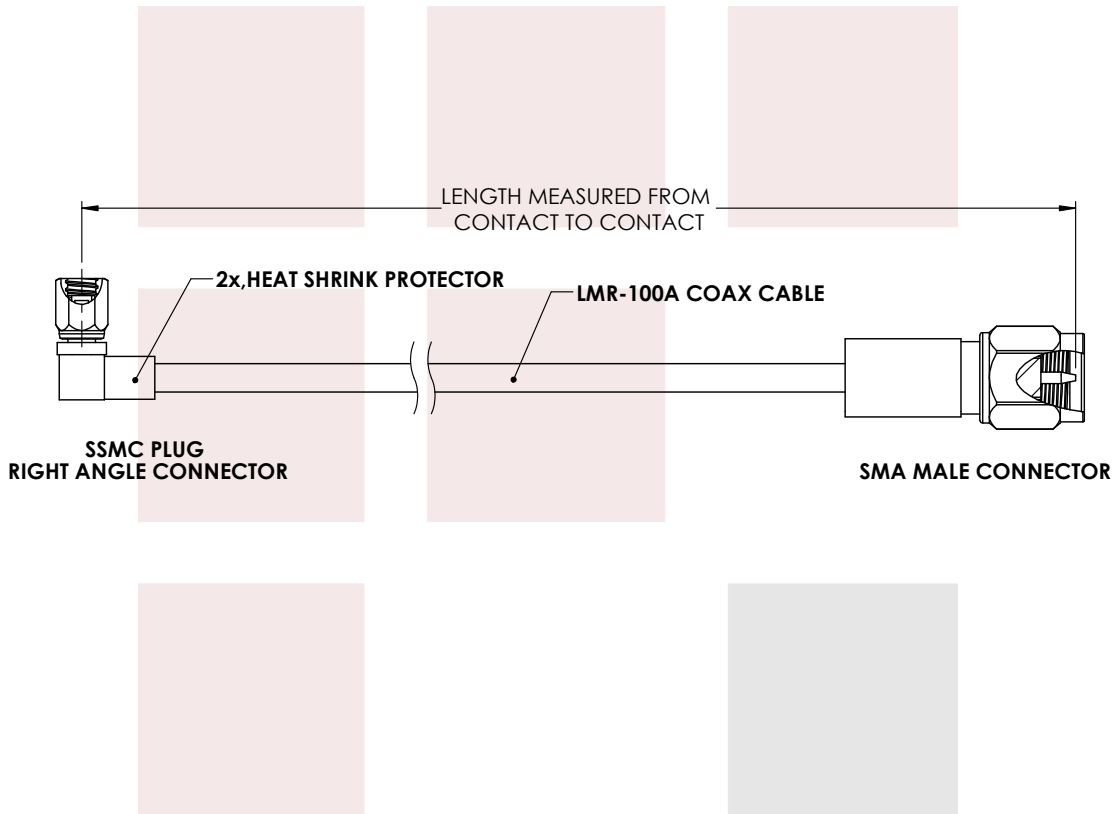 LENGTH MEASURED FROM
CONTACT TO CONTACT
2x,HEAT SHRINK PROTECTOR
LMR-100A COAX CABLE
SSMC PLUG
RIGHT ANGLE CONNECTOR
SMA MALE CONNECTOR